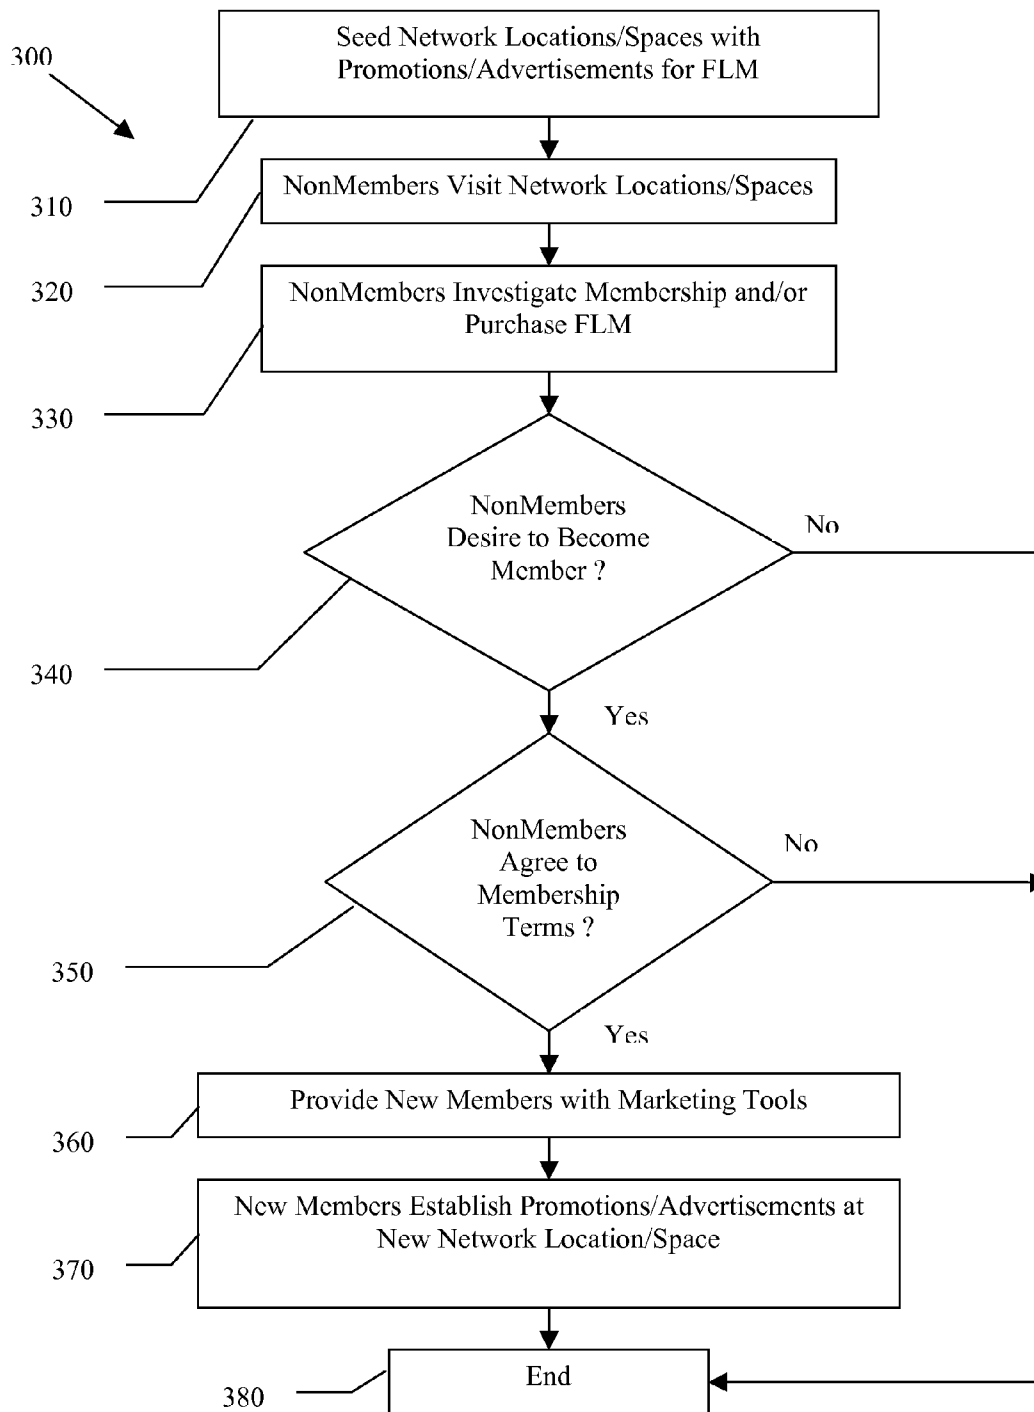 Seed Network Locations/Spaces with
Promotions/Advertisements for FLM
300
310
NonMembers Visit Network Locations/Spaces
320
NonMembers Investigate Membership and/or
Purchase FLM
330
NonMembers
Desire to Become
Member ?
No
340
Yes
NonMembers
Agree to
Membership
Terms ?
No
350
Yes
Provide New Members with Marketing Tools
360
New Members Establish Promotions/Advertisements at
New Network Location/Space
370
End
380